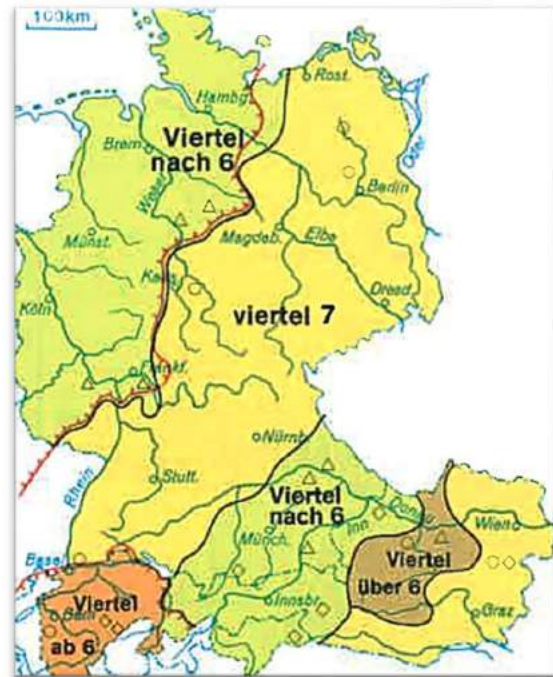 100km
Rost.
Hambg.
Viertel
nach 6
Brem.
Weser
Oder
Berlin
Münst.
Magdeb.
Elbe
Kass.
Köln
viertel 7
Dresd.
Frankf.
Nürnb.
Rhein
Stutt.
Viertel
nach 6
Donau
Inn
Münch.
Wien
Basel
Viertel
über 6
Viertel
Innsbr.
Bern
ab 6
Graz